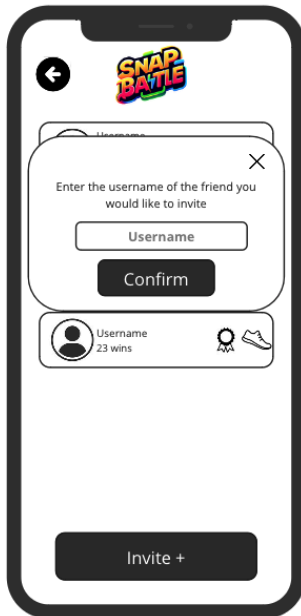 SNAP
BATTLE
Username
Enter the username of the friend you
would like to invite
Username
Confirm
Username
23 wins
Invite +